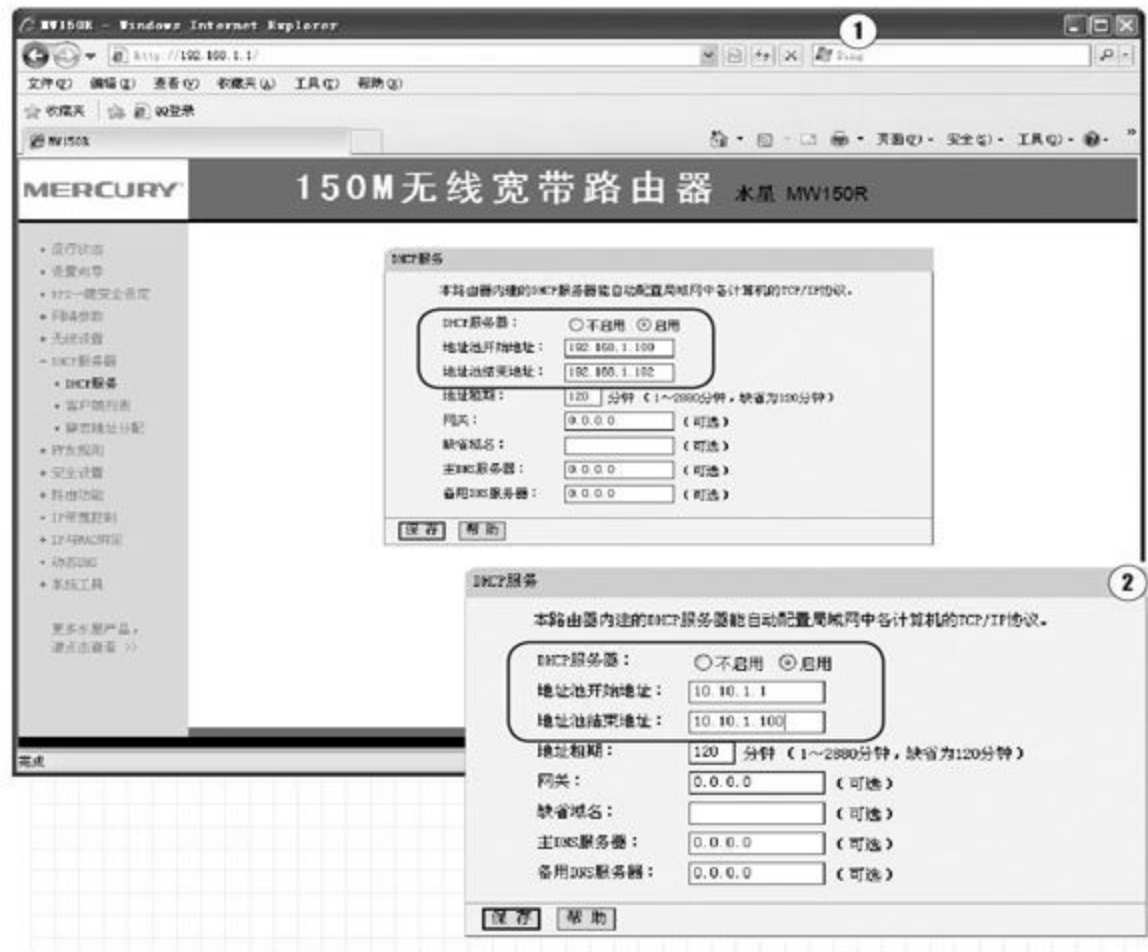 MW150R - Windows Internet Explorer
①
http://192.168.1.1/
文件(F) 编辑(E) 查看(V) 收藏夹(A) 工具(T) 帮助(H)
收藏夹 QQ登录
MW150R
页面(P) 安全(S) 工具(O)
MERCURY
150M无线宽带路由器 水星 MW150R
• 运行状态
• 设置向导
+ 网络参数
+ 无线设置
- DHCP服务器
• DHCP服务
• 客户端列表
• 静态地址分配
+ 转发规则
+ 安全设置
+ 路由功能
• IP带宽控制
+ IP与MAC绑定
• 动态DNS
+ 系统工具
更多水星产品,
请点击查看 >>
DHCP服务
本路由器内建的DHCP服务器能自动配置局域网中各计算机的TCP/IP协议。
DHCP服务器: 不启用 启用
地址池开始地址: 192.168.1.100
地址池结束地址: 192.168.1.102
地址租期: 120 分钟(1~2880分钟,缺省为120分钟)
网关: 0.0.0.0 (可选)
缺省域名: (可选)
主DNS服务器: 0.0.0.0 (可选)
备用DNS服务器: 0.0.0.0 (可选)
保存 帮助
完成
DHCP服务
②
本路由器内建的DHCP服务器能自动配置局域网中各计算机的TCP/IP协议。
DHCP服务器: 不启用 启用
地址池开始地址: 10.10.1.1
地址池结束地址: 10.10.1.100
地址租期: 120 分钟(1~2880分钟,缺省为120分钟)
网关: 0.0.0.0 (可选)
缺省域名: (可选)
主DNS服务器: 0.0.0.0 (可选)
备用DNS服务器: 0.0.0.0 (可选)
保存 帮助